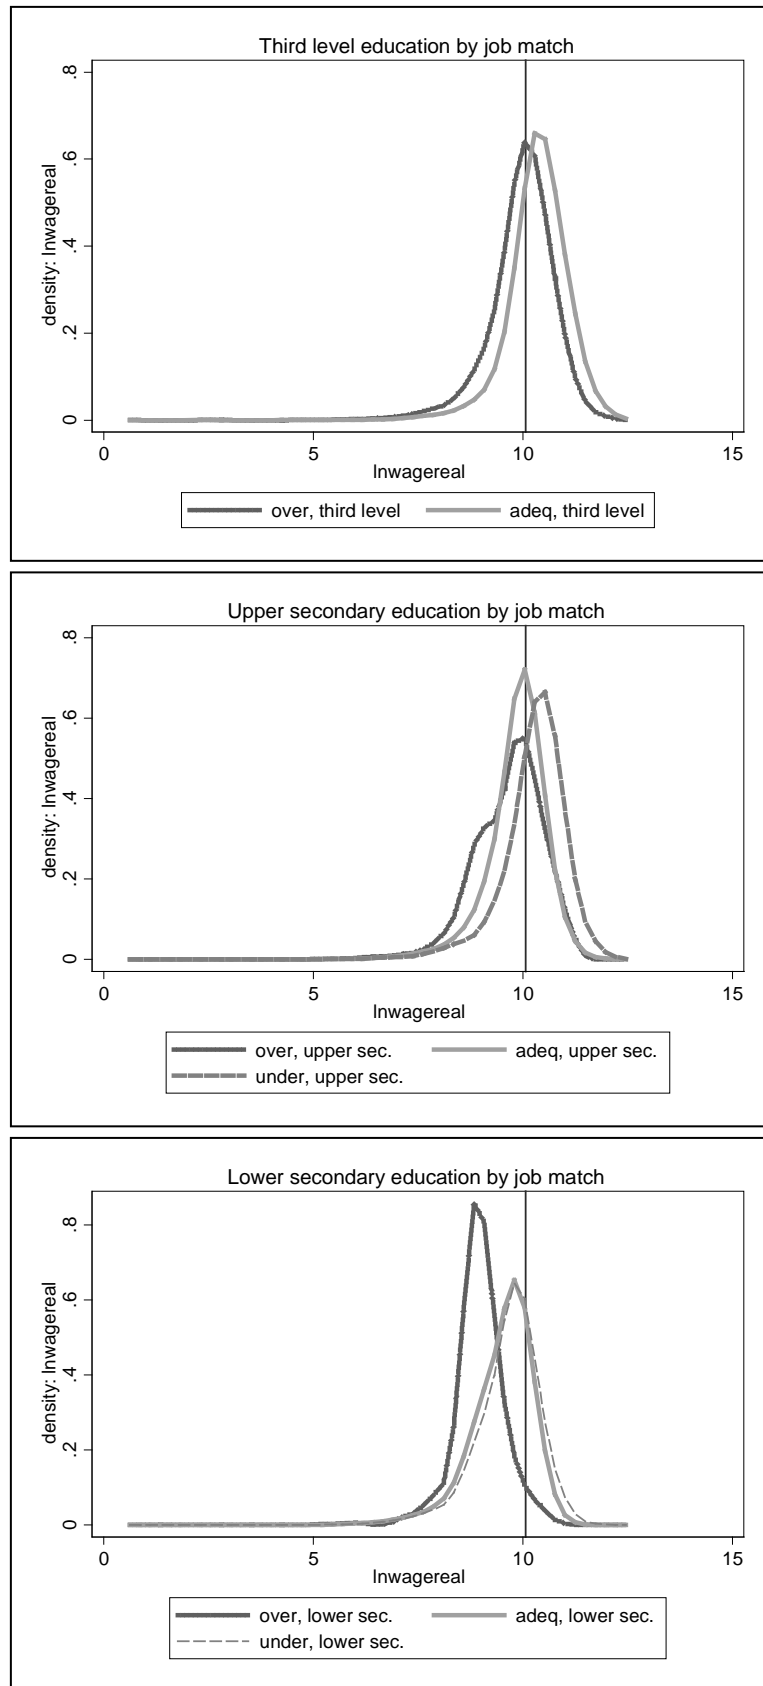 Third level education by job match
density: lnwagereal
0 .2 .4 .6 .8
0 5 10 15
lnwagereal
over, third level adeq, third level
Upper secondary education by job match
density: lnwagereal
0 .2 .4 .6 .8
0 5 10 15
lnwagereal
over, upper sec. adeq, upper sec.
under, upper sec.
Lower secondary education by job match
density: lnwagereal
0 .2 .4 .6 .8
0 5 10 15
lnwagereal
over, lower sec. adeq, lower sec.
under, lower sec.